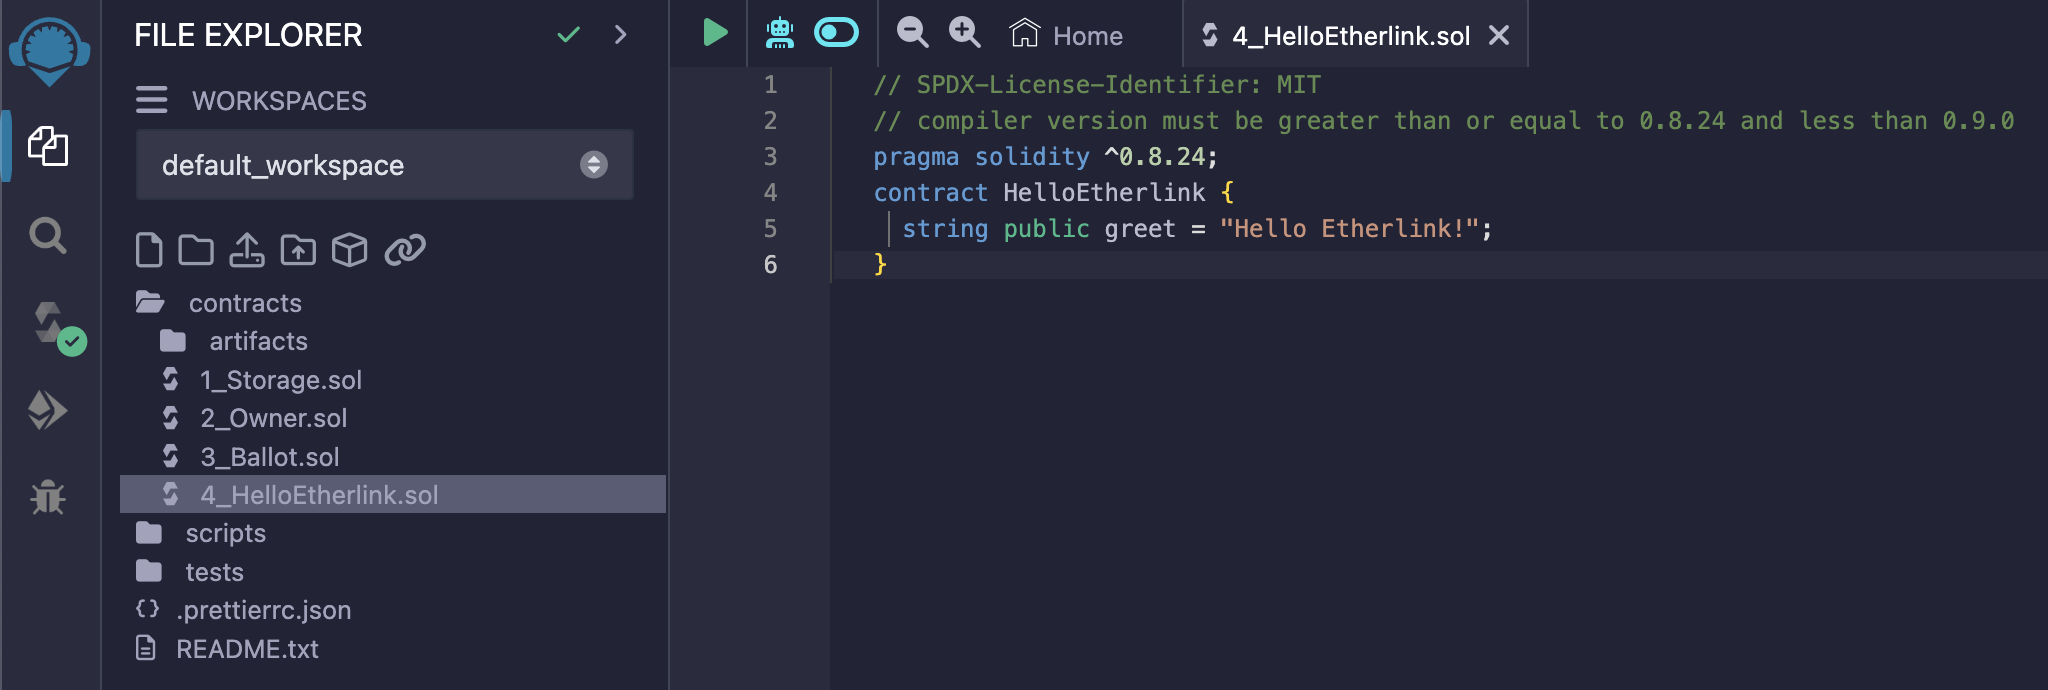 FILE EXPLORER
WORKSPACES
default_workspace
contracts
artifacts
1_Storage.sol
2_Owner.sol
3_Ballot.sol
4_HelloEtherlink.sol
scripts
tests
.prettierrc.json
README.txt
Home
4_HelloEtherlink.sol
1 // SPDX-License-Identifier: MIT
2 // compiler version must be greater than or equal to 0.8.24 and less than 0.9.0
3 pragma solidity ^0.8.24;
4 contract HelloEtherlink {
5 string public greet = "Hello Etherlink!";
6 }